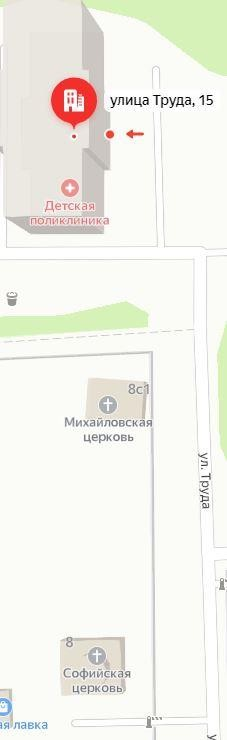 улица Труда, 15
Детская
поликлиника
8с1
Михайловская
церковь
ул. Труда
8
Софийская
церковь
лавка